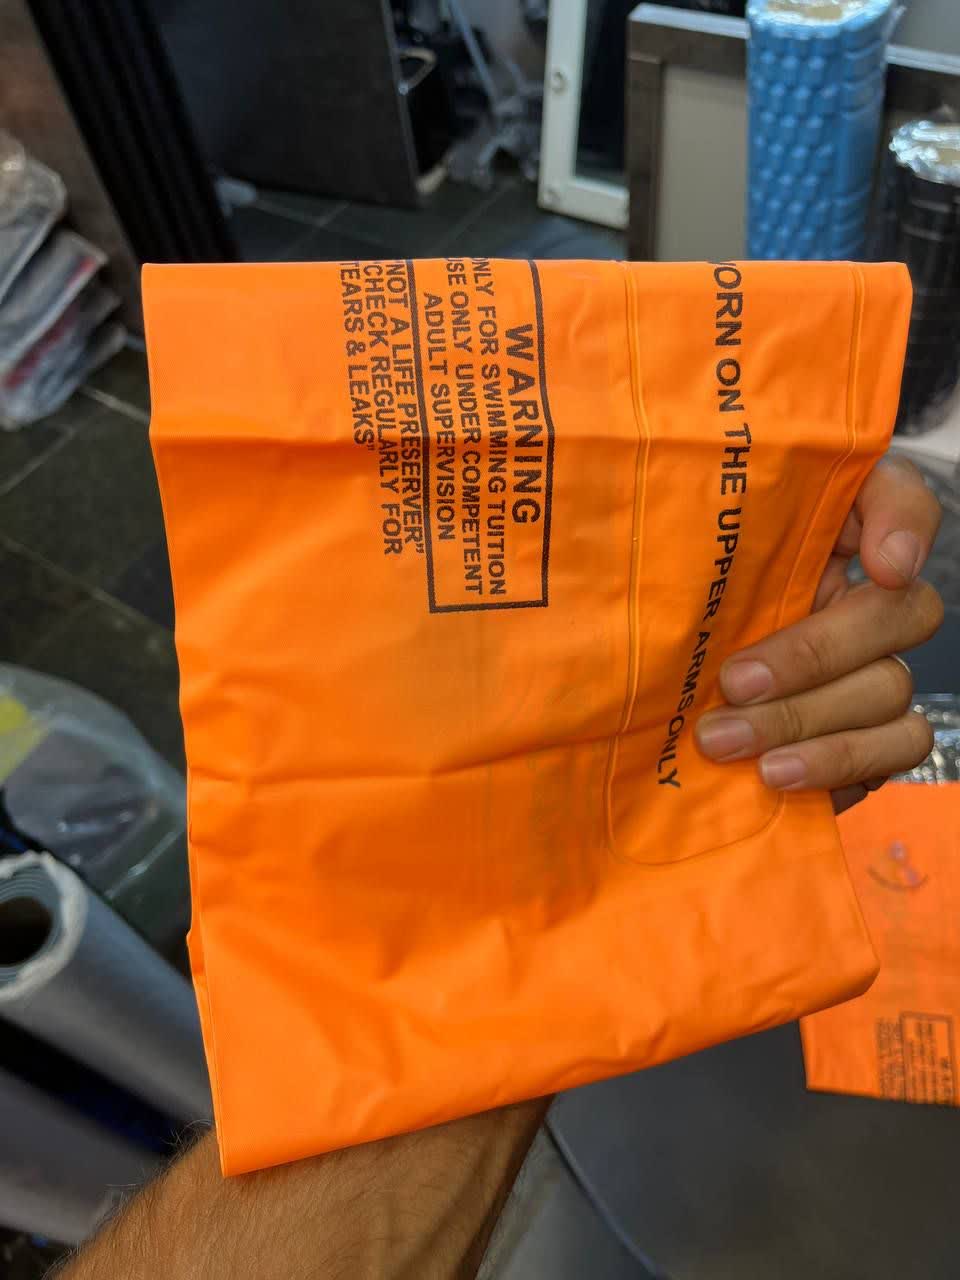 WARNING
ONLY FOR SWIMMING TUITION
USE ONLY UNDER COMPETENT
ADULT SUPERVISION
"NOT A LIFE PRESERVER"
"CHECK REGULARLY FOR
TEARS & LEAKS"
WORN ON THE UPPER ARMS ONLY